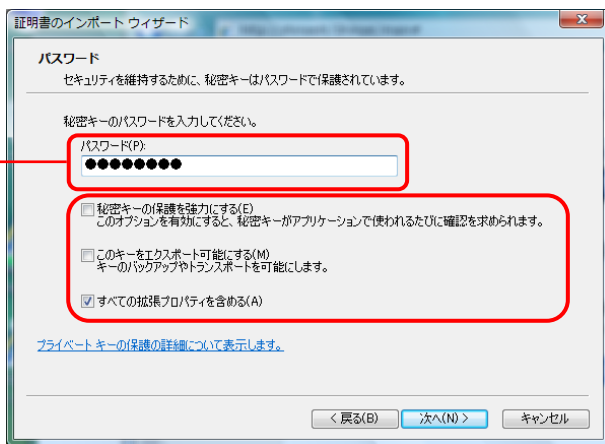 証明書のインポート ウィザード
パスワード
セキュリティを維持するために、秘密キーはパスワードで保護されています。
秘密キーのパスワードを入力してください。
パスワード(P):
●●●●●●●●
秘密キーの保護を強力にする(E)
このオプションを有効にすると、秘密キーがアプリケーションで使われるたびに確認を求められます。
このキーをエクスポート可能にする(M)
キーのバックアップやトランスポートを可能にします。
すべての拡張プロパティを含める(A)
プライベート キーの保護の詳細について表示します。
< 戻る(B) 次へ(N) > キャンセル